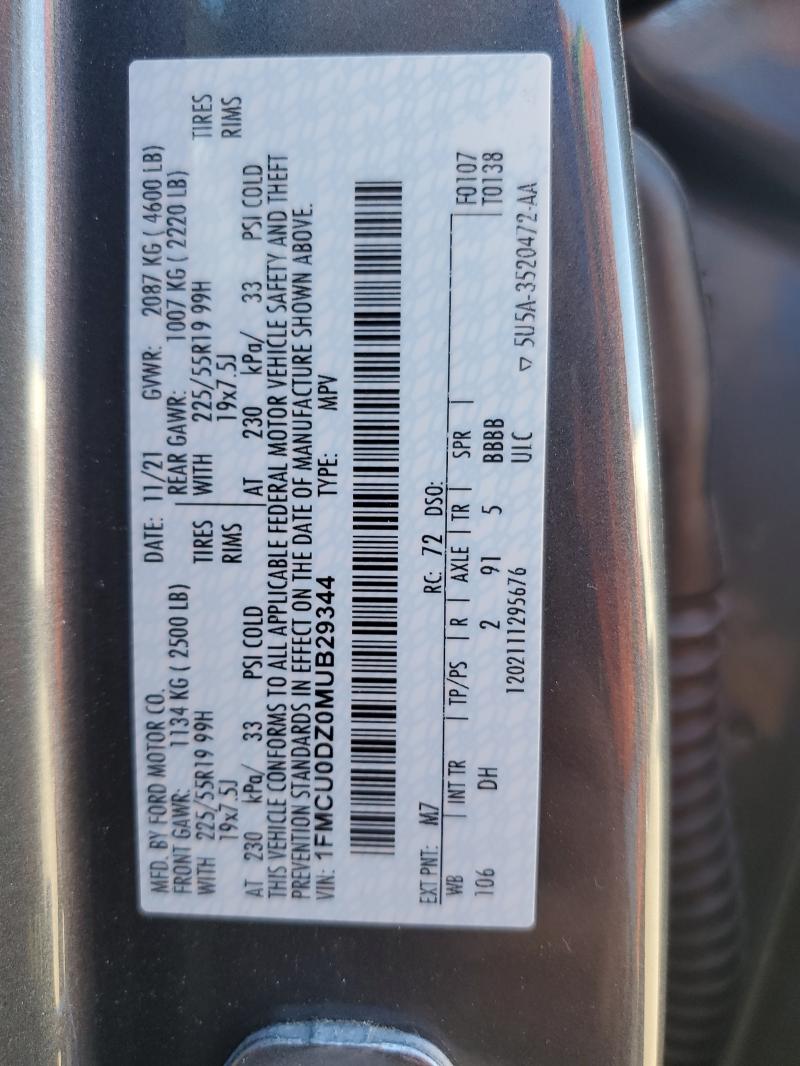 MFD. BY FORD MOTOR CO. DATE: 11/21 GVWR: 2087 KG ( 4600 LB)
FRONT GAWR: 1134 KG ( 2500 LB) REAR GAWR: 1007 KG ( 2220 LB)
WITH 225/55R19 99H TIRES WITH 225/55R19 99H TIRES
19x7.5J RIMS 19x7.5J RIMS
AT 230 kPa/ 33 PSI COLD AT 230 kPa/ 33 PSI COLD
THIS VEHICLE CONFORMS TO ALL APPLICABLE FEDERAL MOTOR VEHICLE SAFETY AND THEFT
PREVENTION STANDARDS IN EFFECT ON THE DATE OF MANUFACTURE SHOWN ABOVE.
VIN: 1FMCU0DZ0MUB29344 TYPE: MPV
EXT PNT: M7 RC: 72 DSO:
WB INT TR TP/PS R AXLE TR SPR F0107
106 DH 2 91 5 BBBB T0138
1202111295676 UIC
▽ 5U5A-3520472-AA